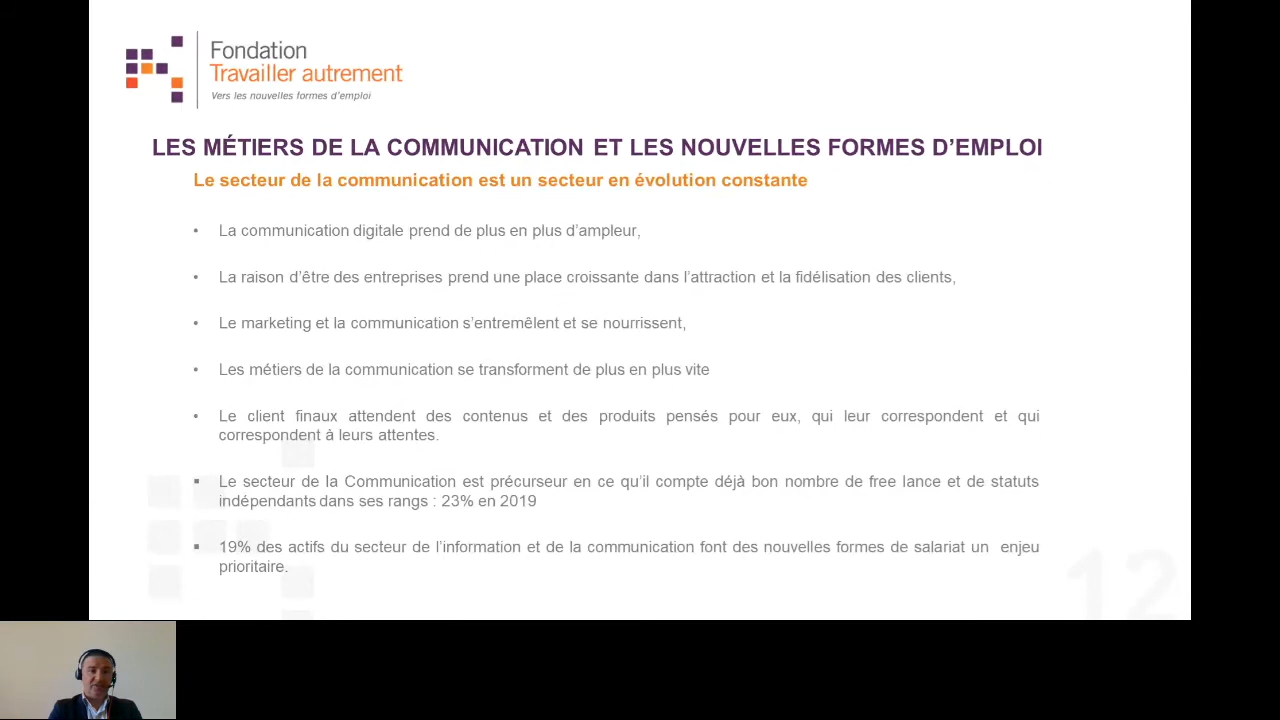 Fondation
Travailler autrement
Vers les nouvelles formes d'emploi
LES MÉTIERS DE LA COMMUNICATION ET LES NOUVELLES FORMES D'EMPLOI
Le secteur de la communication est un secteur en évolution constante
• La communication digitale prend de plus en plus d'ampleur,
• La raison d'être des entreprises prend une place croissante dans l'attraction et la fidélisation des clients,
• Le marketing et la communication s'entremêlent et se nourrissent,
• Les métiers de la communication se transforment de plus en plus vite
• Le client finaux attendent des contenus et des produits pensés pour eux, qui leur correspondent et qui
correspondent à leurs attentes.
▪ Le secteur de la Communication est précurseur en ce qu'il compte déjà bon nombre de free lance et de statuts
indépendants dans ses rangs : 23% en 2019
▪ 19% des actifs du secteur de l'information et de la communication font des nouvelles formes de salariat un enjeu
prioritaire.
12